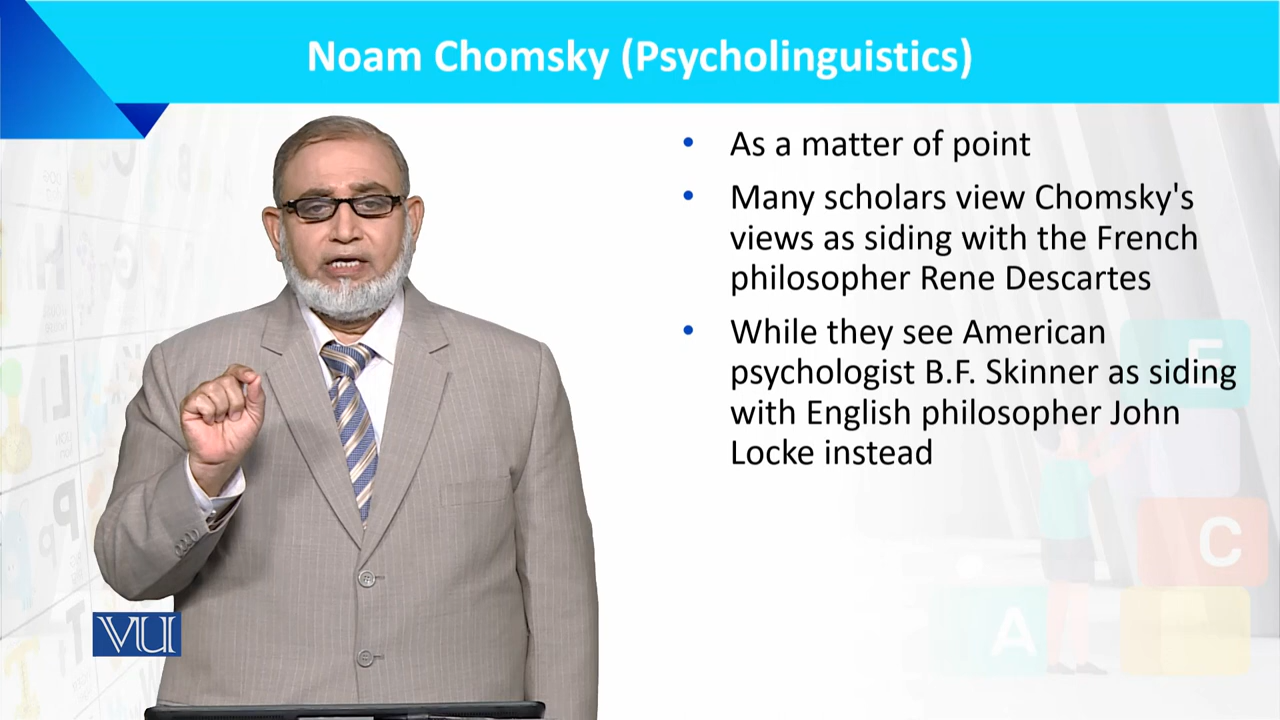 Noam Chomsky (Psycholinguistics)
• As a matter of point
• Many scholars view Chomsky's
views as siding with the French
philosopher Rene Descartes
• While they see American
psychologist B.F. Skinner as siding
with English philosopher John
Locke instead
VU
E
C
A